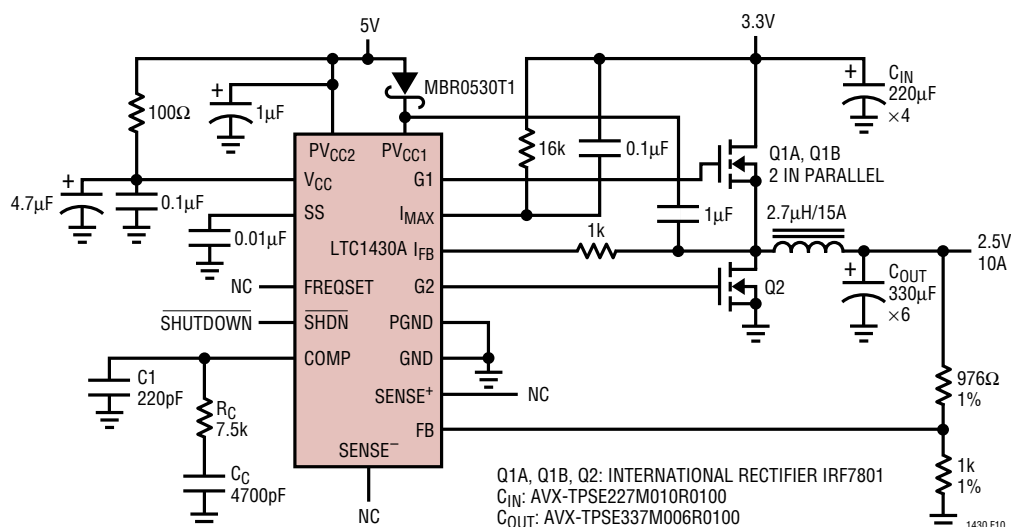 5V
3.3V
MBR0530T1
+
1µF
100Ω
+
CIN
220µF
×4
16k
0.1µF
PVCC2
PVCC1
VCC
G1
Q1A, Q1B
2 IN PARALLEL
+
4.7µF
0.1µF
SS
IMAX
1µF
2.7µH/15A
0.01µF
1k
LTC1430A
IFB
2.5V
10A
NC
FREQSET
G2
Q2
+
COUT
330µF
×6
SHUTDOWN
SHDN
PGND
COMP
GND
C1
220pF
SENSE+
NC
976Ω
1%
RC
7.5k
FB
SENSE−
CC
4700pF
1k
1%
NC
Q1A, Q1B, Q2: INTERNATIONAL RECTIFIER IRF7801
CIN: AVX-TPSE227M010R0100
COUT: AVX-TPSE337M006R0100
1430 F10